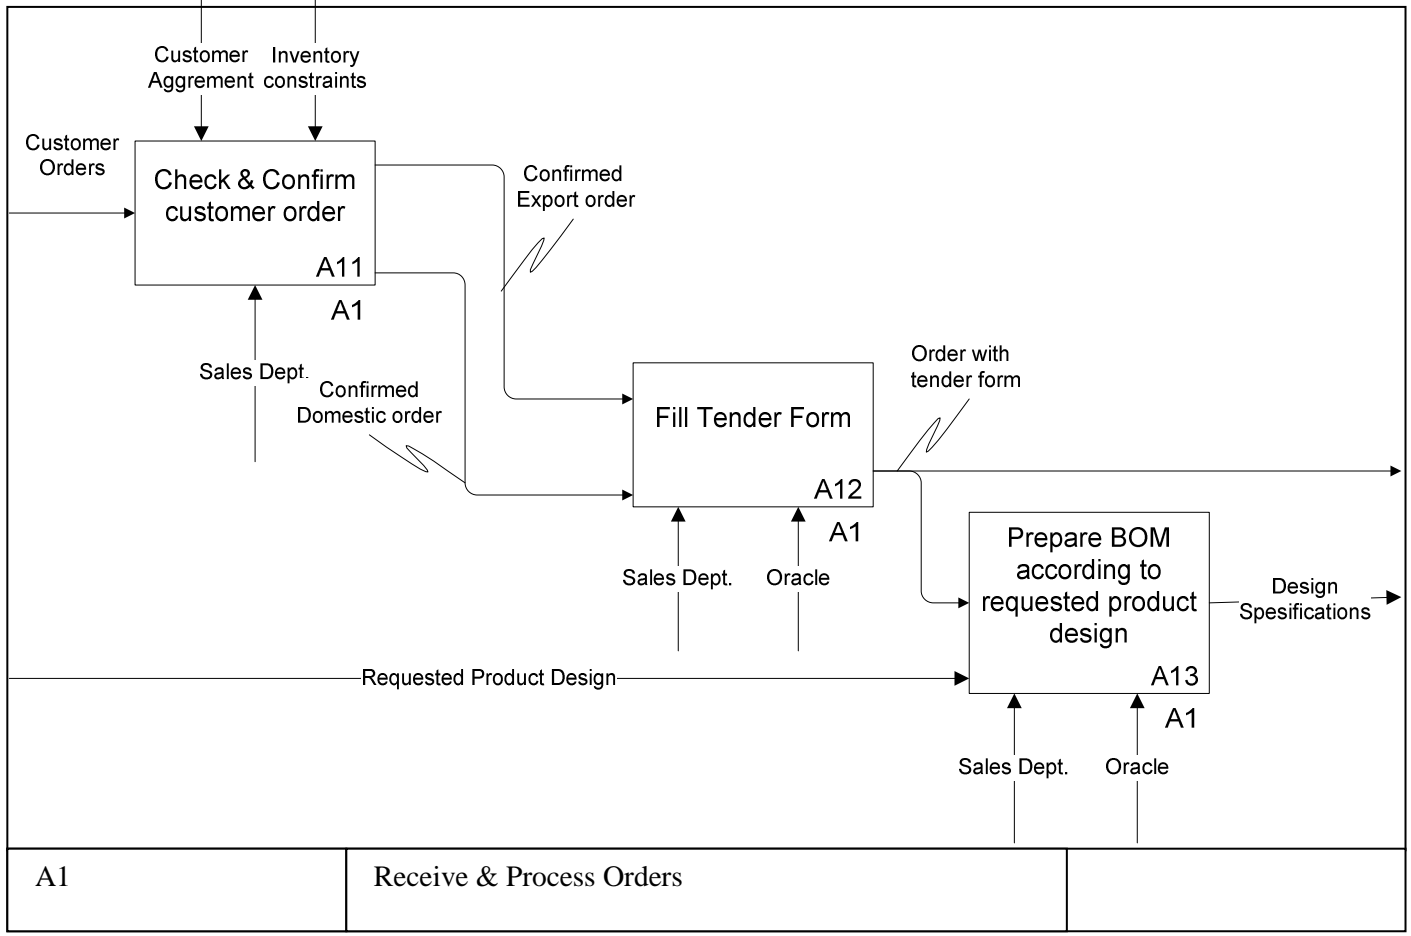 Customer
Aggrement
Inventory
constraints
Customer
Orders
Check & Confirm
customer order
A11
A1
Confirmed
Export order
Sales Dept.
Confirmed
Domestic order
Order with
tender form
Fill Tender Form
A12
A1
Sales Dept.
Oracle
Prepare BOM
according to
requested product
design
A13
A1
Design
Spesifications
Requested Product Design
Sales Dept.
Oracle
A1
Receive & Process Orders